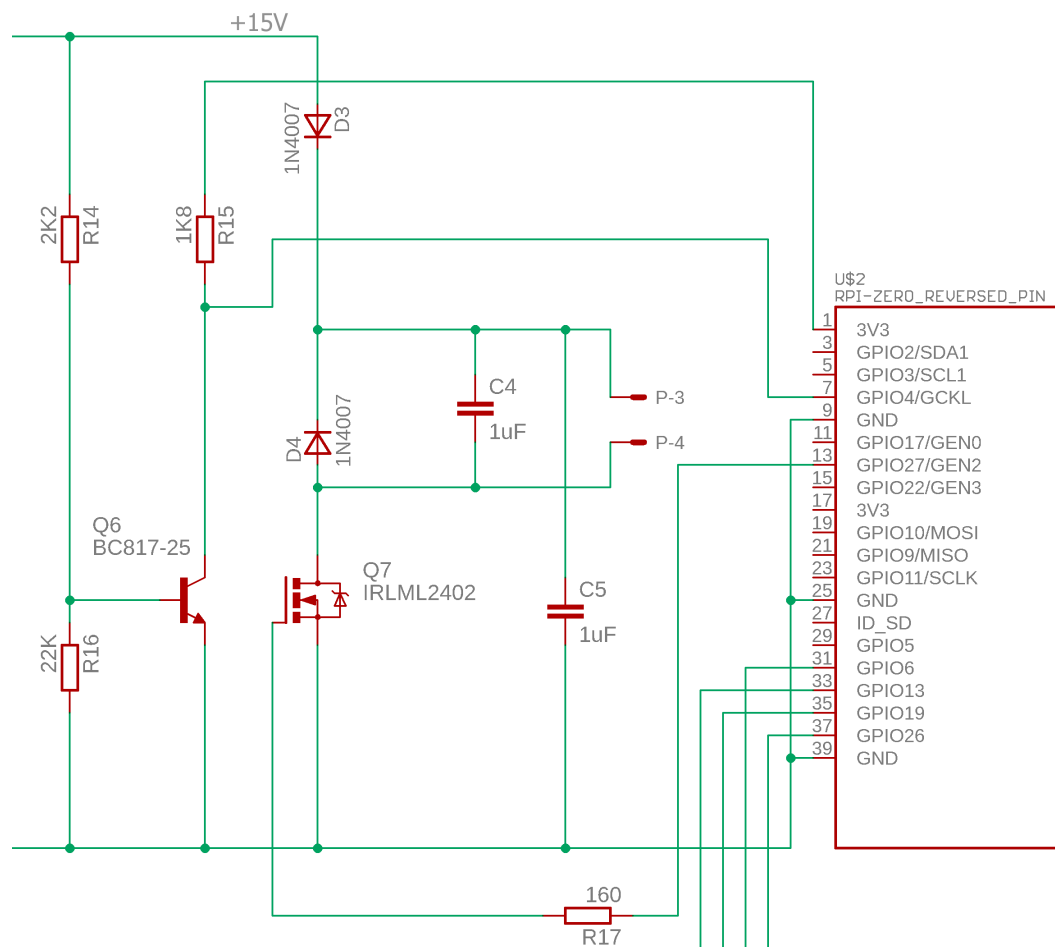 +15V
1N4007
D3
2K2
R14
1K8
R15
U$2
RPI-ZERO_REVERSED_PIN
1 3V3
3 GPIO2/SDA1
5 GPIO3/SCL1
7 GPIO4/GCKL
9 GND
11 GPIO17/GEN0
13 GPIO27/GEN2
15 GPIO22/GEN3
17 3V3
19 GPIO10/MOSI
21 GPIO9/MISO
23 GPIO11/SCLK
25 GND
27 ID_SD
29 GPIO5
31 GPIO6
33 GPIO13
35 GPIO19
37 GPIO26
39 GND
C4
1uF
P-3
P-4
D4
1N4007
Q6
BC817-25
Q7
IRLML2402
C5
1uF
22K
R16
160
R17